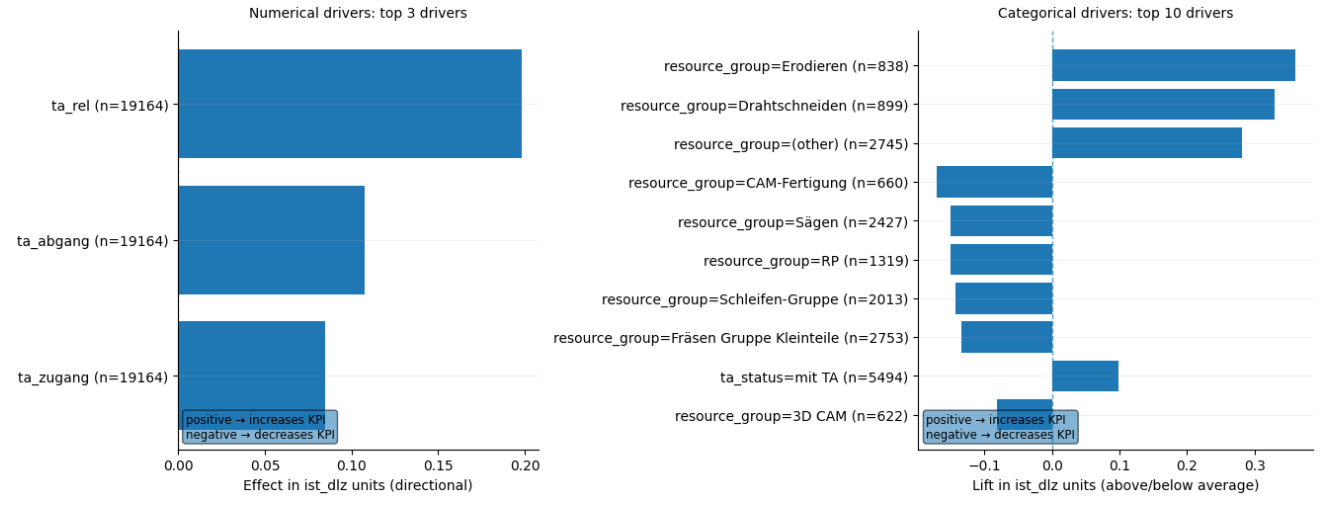 Numerical drivers: top 3 drivers
ta_rel (n=19164)
ta_abgang (n=19164)
ta_zugang (n=19164)
positive → increases KPI
negative → decreases KPI
0.00 0.05 0.10 0.15 0.20
Effect in ist_dlz units (directional)
Categorical drivers: top 10 drivers
resource_group=Erodieren (n=838)
resource_group=Drahtschneiden (n=899)
resource_group=(other) (n=2745)
resource_group=CAM-Fertigung (n=660)
resource_group=Sägen (n=2427)
resource_group=RP (n=1319)
resource_group=Schleifen-Gruppe (n=2013)
resource_group=Fräsen Gruppe Kleinteile (n=2753)
ta_status=mit TA (n=5494)
resource_group=3D CAM (n=622)
positive → increases KPI
negative → decreases KPI
−0.1 0.0 0.1 0.2 0.3
Lift in ist_dlz units (above/below average)